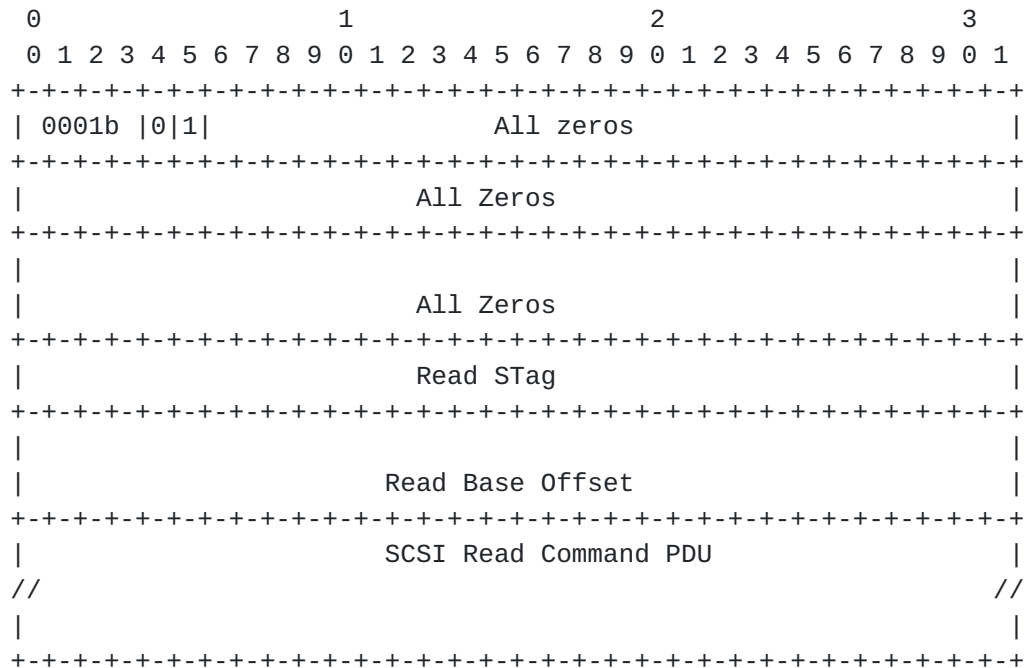 0                   1                   2                   3
 0 1 2 3 4 5 6 7 8 9 0 1 2 3 4 5 6 7 8 9 0 1 2 3 4 5 6 7 8 9 0 1
+-+-+-+-+-+-+-+-+-+-+-+-+-+-+-+-+-+-+-+-+-+-+-+-+-+-+-+-+-+-+-+-+
| 0001b |0|1|                  All zeros                        |
+-+-+-+-+-+-+-+-+-+-+-+-+-+-+-+-+-+-+-+-+-+-+-+-+-+-+-+-+-+-+-+-+
|                         All Zeros                             |
+-+-+-+-+-+-+-+-+-+-+-+-+-+-+-+-+-+-+-+-+-+-+-+-+-+-+-+-+-+-+-+-+
|                                                               |
|                         All Zeros                             |
+-+-+-+-+-+-+-+-+-+-+-+-+-+-+-+-+-+-+-+-+-+-+-+-+-+-+-+-+-+-+-+-+
|                         Read STag                             |
+-+-+-+-+-+-+-+-+-+-+-+-+-+-+-+-+-+-+-+-+-+-+-+-+-+-+-+-+-+-+-+-+
|                                                               |
|                       Read Base Offset                        |
+-+-+-+-+-+-+-+-+-+-+-+-+-+-+-+-+-+-+-+-+-+-+-+-+-+-+-+-+-+-+-+-+
|                       SCSI Read Command PDU                   |
//                                                             //
|                                                               |
+-+-+-+-+-+-+-+-+-+-+-+-+-+-+-+-+-+-+-+-+-+-+-+-+-+-+-+-+-+-+-+-+